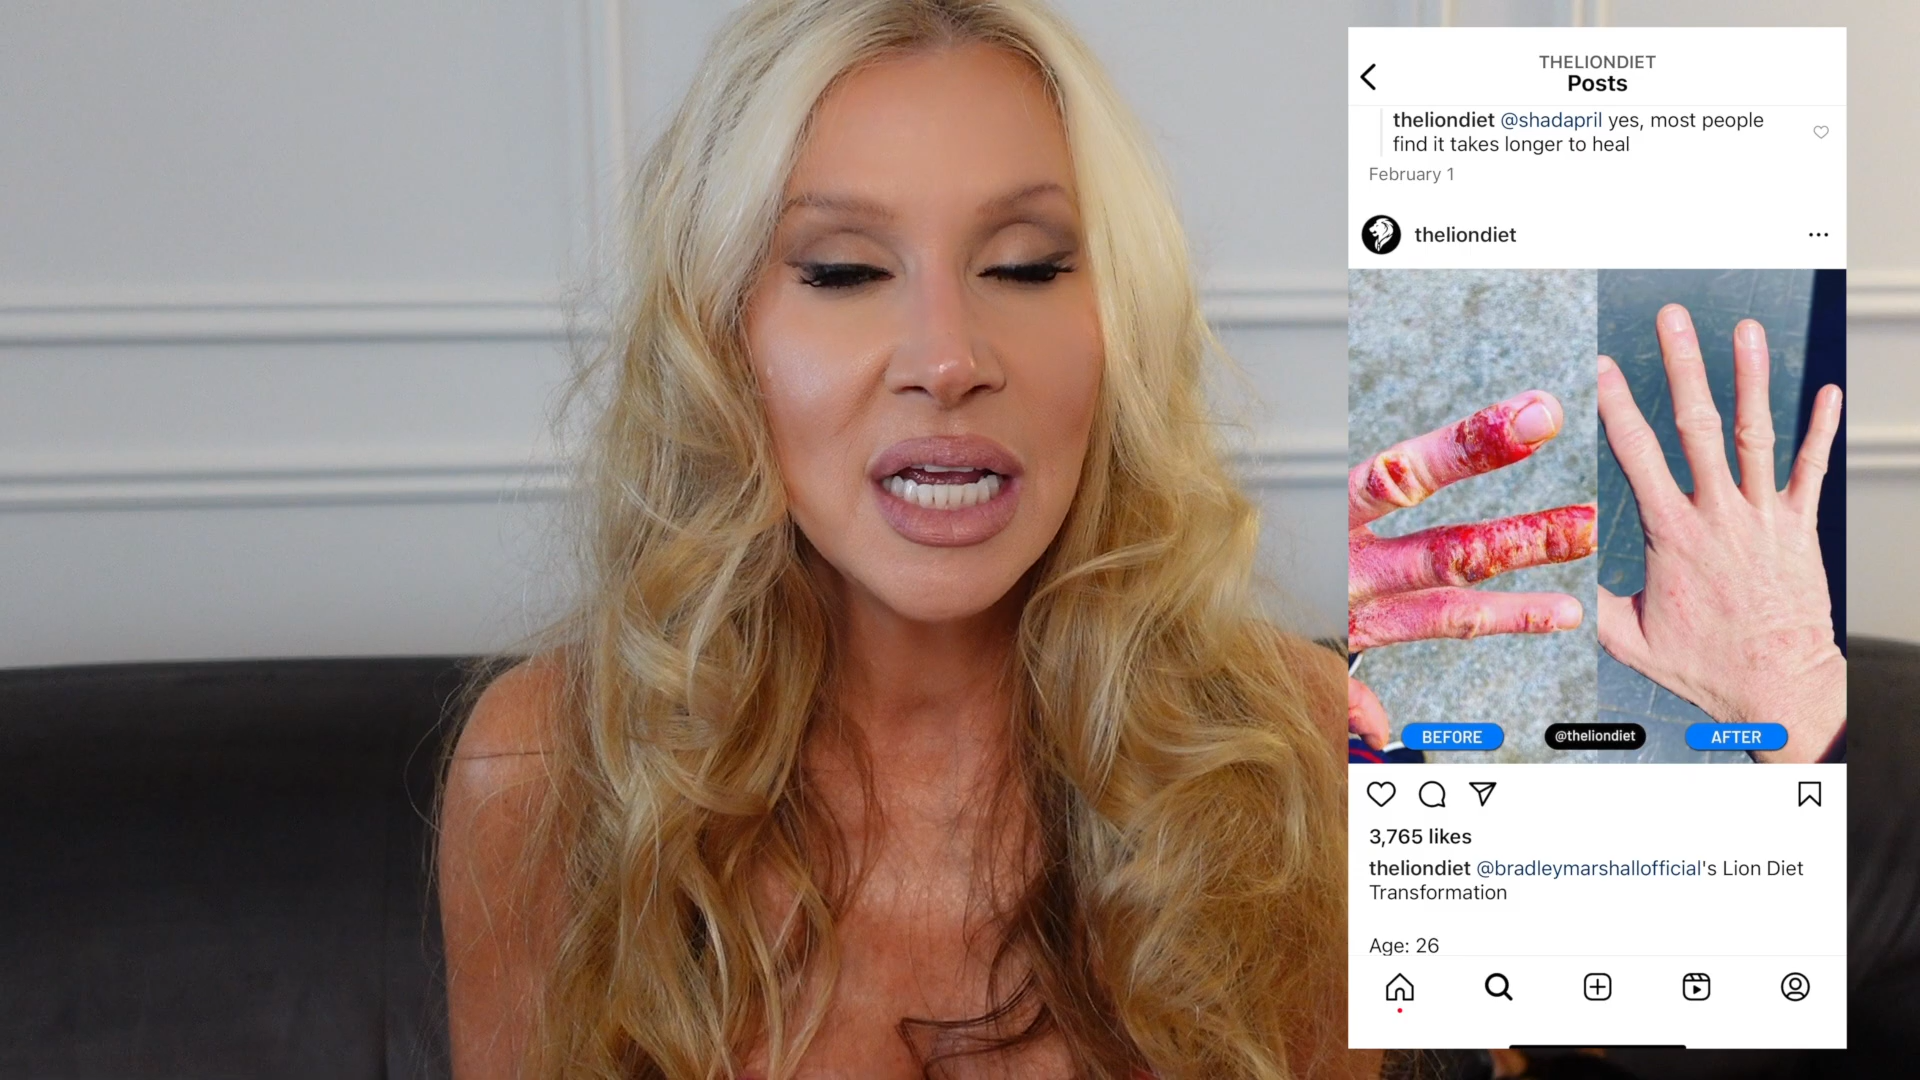 THELIONDIET
Posts
theliondiet @shadapril yes, most people
find it takes longer to heal
February 1
theliondiet
BEFORE
@theliondiet
AFTER
3,765 likes
theliondiet @bradleymarshallofficial's Lion Diet
Transformation
Age: 26